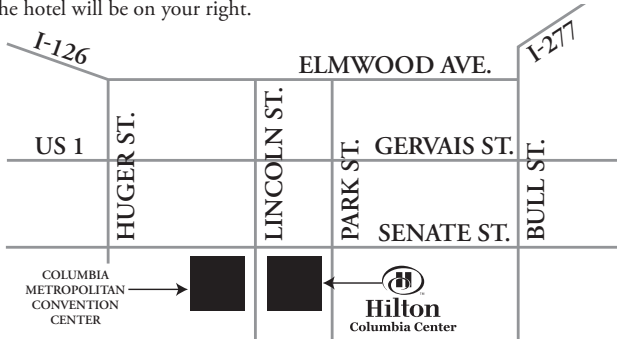 he hotel will be on your right.
I-126
I-277
ELMWOOD AVE.
HUGER ST.
LINCOLN ST.
PARK ST.
BULL ST.
US 1
GERVAIS ST.
SENATE ST.
COLUMBIA
METROPOLITAN
CONVENTION
CENTER
H
Hilton
Columbia Center